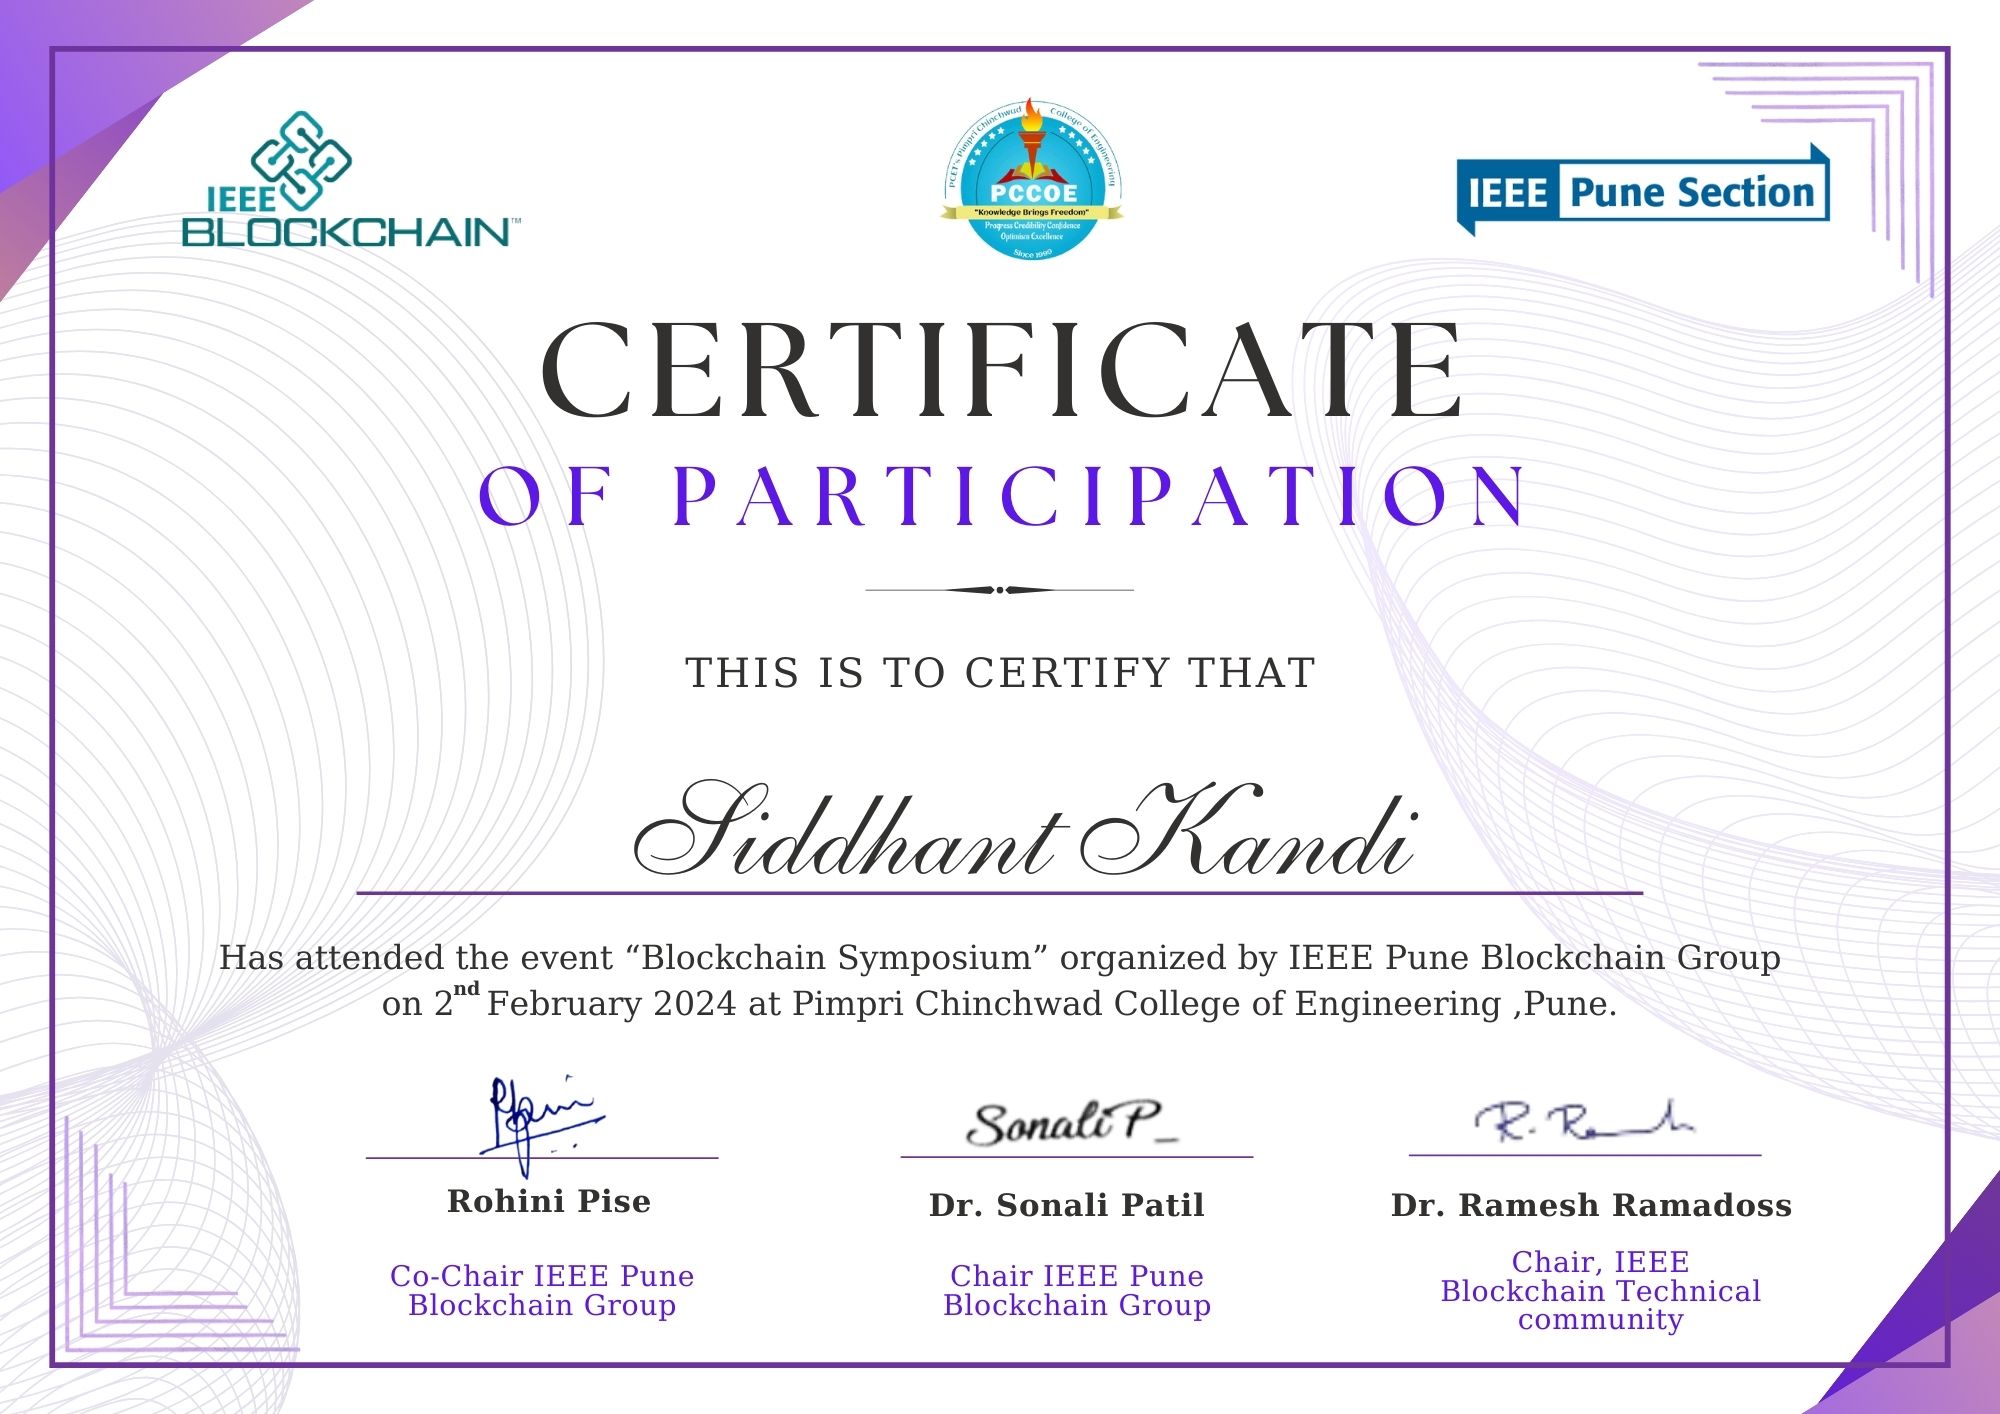 IEEE
BLOCKCHAIN™
PCET's Pimpri Chinchwad College of Engineering
PCCOE
"Knowledge Brings Freedom"
Progress Credibility Confidence
Optimism Excellence
Since 1999
IEEE Pune Section
CERTIFICATE
OF PARTICIPATION
THIS IS TO CERTIFY THAT
Siddhant Kandi
Has attended the event “Blockchain Symposium” organized by IEEE Pune Blockchain Group
on 2nd February 2024 at Pimpri Chinchwad College of Engineering ,Pune.
Sonali P_
Rohini Pise
Dr. Sonali Patil
Dr. Ramesh Ramadoss
Co-Chair IEEE Pune
Blockchain Group
Chair IEEE Pune
Blockchain Group
Chair, IEEE
Blockchain Technical
community